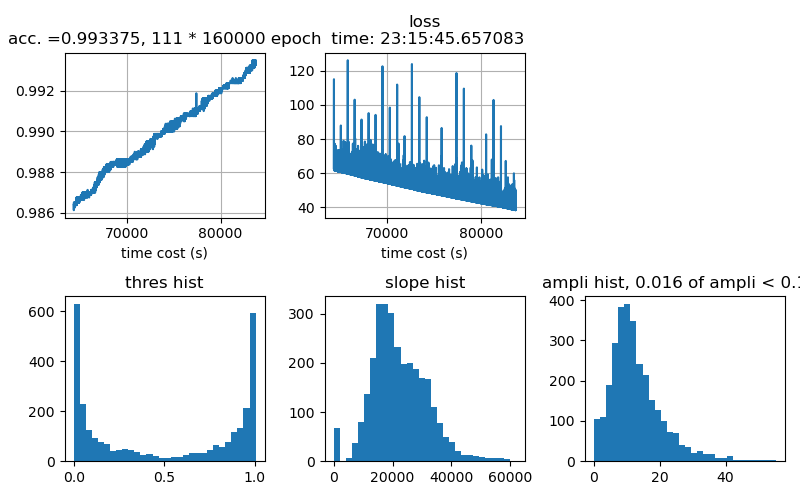 loss
acc. =0.993375, 111 * 160000 epoch time: 23:15:45.657083
0.992
0.990
0.988
0.986
70000 80000
time cost (s)
120
100
80
60
40
70000 80000
time cost (s)
thres hist
600
400
200
0
0.0 0.5 1.0
slope hist
300
200
100
0
0 20000 40000 60000
ampli hist, 0.016 of ampli < 0.1
400
300
200
100
0
0 20 40